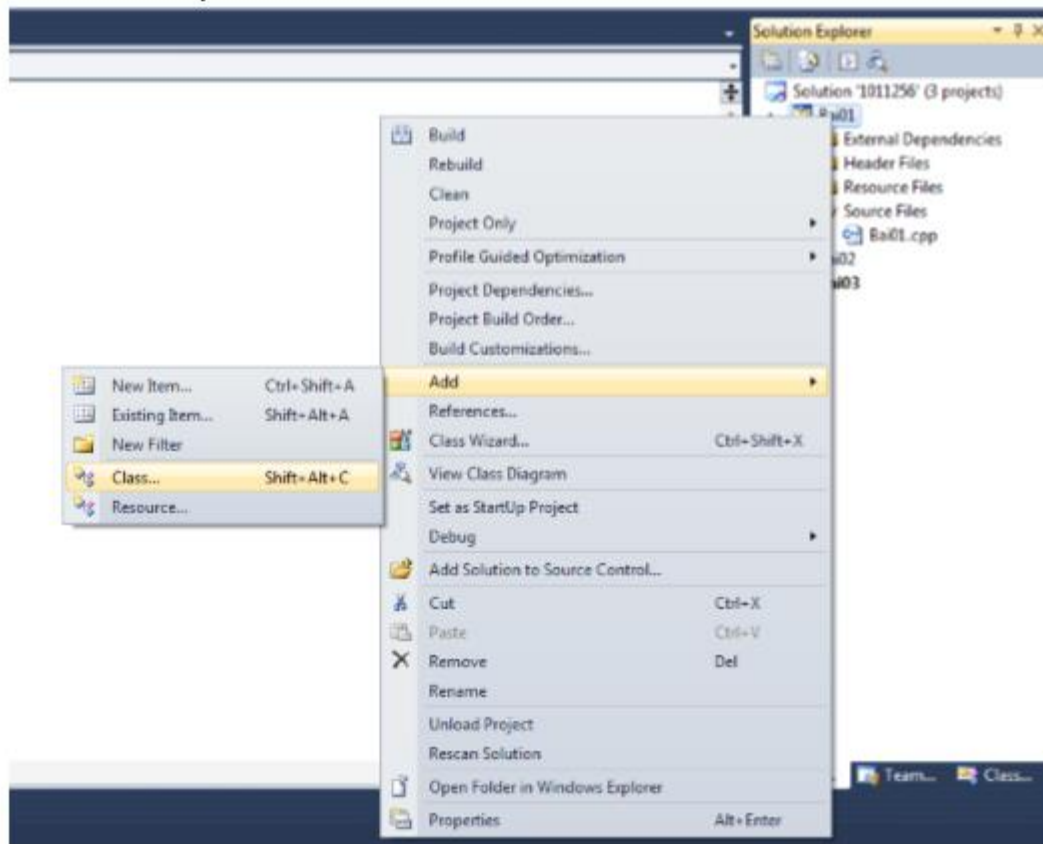 Solution Explorer
Solution '1011256' (3 projects)
Bai01
External Dependencies
Header Files
Resource Files
Source Files
Bai01.cpp
Build
Rebuild
Clean
Project Only
Profile Guided Optimization
Project Dependencies...
Project Build Order...
Build Customizations...
Add
References...
Class Wizard... Ctrl+Shift+X
View Class Diagram
Set as StartUp Project
Debug
Add Solution to Source Control...
Cut Ctrl+X
Paste Ctrl+V
Remove Del
Rename
Unload Project
Rescan Solution
Open Folder in Windows Explorer
Properties Alt+Enter
New Item... Ctrl+Shift+A
Existing Item... Shift+Alt+A
New Filter
Class... Shift+Alt+C
Resource...
Team... Class...